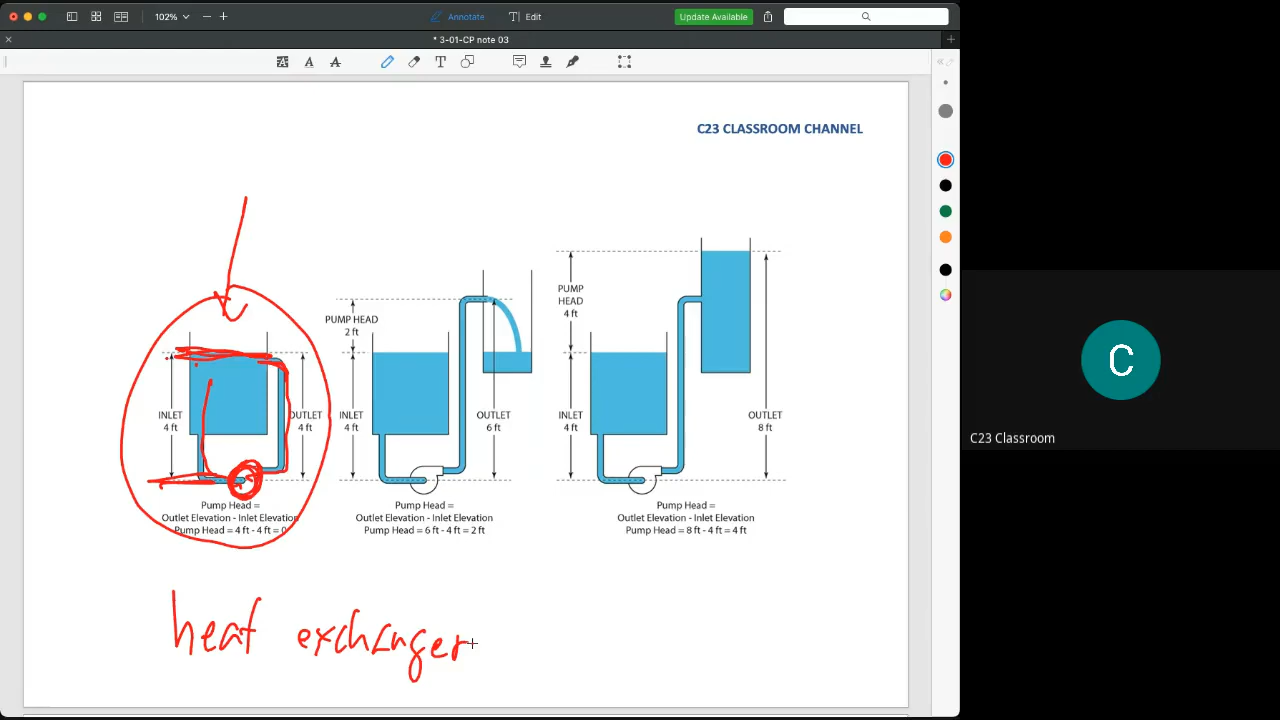 102%
Annotate
Edit
Update Available
* 3-01-CP note 03
C23 CLASSROOM CHANNEL
PUMP
HEAD
4 ft
PUMP HEAD
2 ft
INLET
4 ft
OUTLET
4 ft
INLET
4 ft
OUTLET
6 ft
INLET
4 ft
OUTLET
8 ft
Pump Head =
Outlet Elevation - Inlet Elevation
Pump Head = 4 ft - 4 ft = 0
Pump Head =
Outlet Elevation - Inlet Elevation
Pump Head = 6 ft - 4 ft = 2 ft
Pump Head =
Outlet Elevation - Inlet Elevation
Pump Head = 8 ft - 4 ft = 4 ft
heat exchanger
C
C23 Classroom